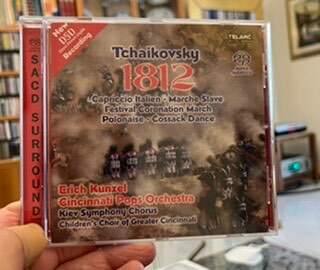 New
DSD
Recording
TELARC
Tchaikovsky
1812
Capriccio Italien • Marche Slave
Festival Coronation March
Polonaise • Cossack Dance
Erich Kunzel
Cincinnati Pops Orchestra
Kiev Symphony Chorus
Children's Choir of Greater Cincinnati
SACD SURROUND